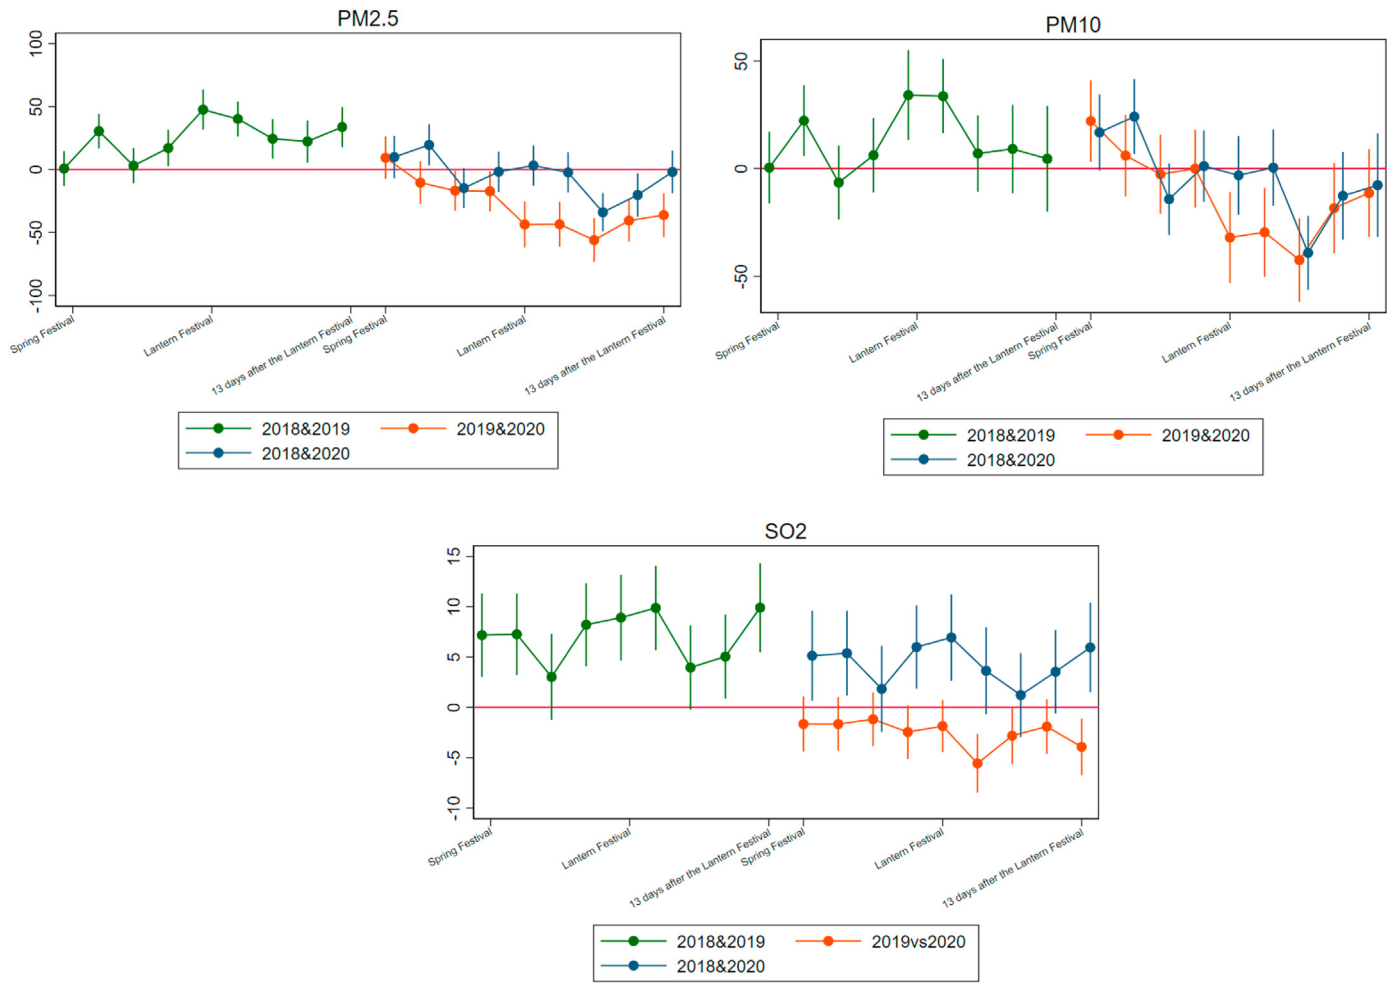 PM2.5
100
50
0
-50
-100
Spring Festival
Lantern Festival
13 days after the Lantern Festival
Spring Festival
Lantern Festival
13 days after the Lantern Festival
2018&2019
2019&2020
2018&2020
PM10
50
0
-50
Spring Festival
Lantern Festival
13 days after the Lantern Festival
Spring Festival
Lantern Festival
13 days after the Lantern Festival
2018&2019
2019&2020
2018&2020
SO2
15
10
5
0
-5
-10
Spring Festival
Lantern Festival
13 days after the Lantern Festival
Spring Festival
Lantern Festival
13 days after the Lantern Festival
2018&2019
2019vs2020
2018&2020